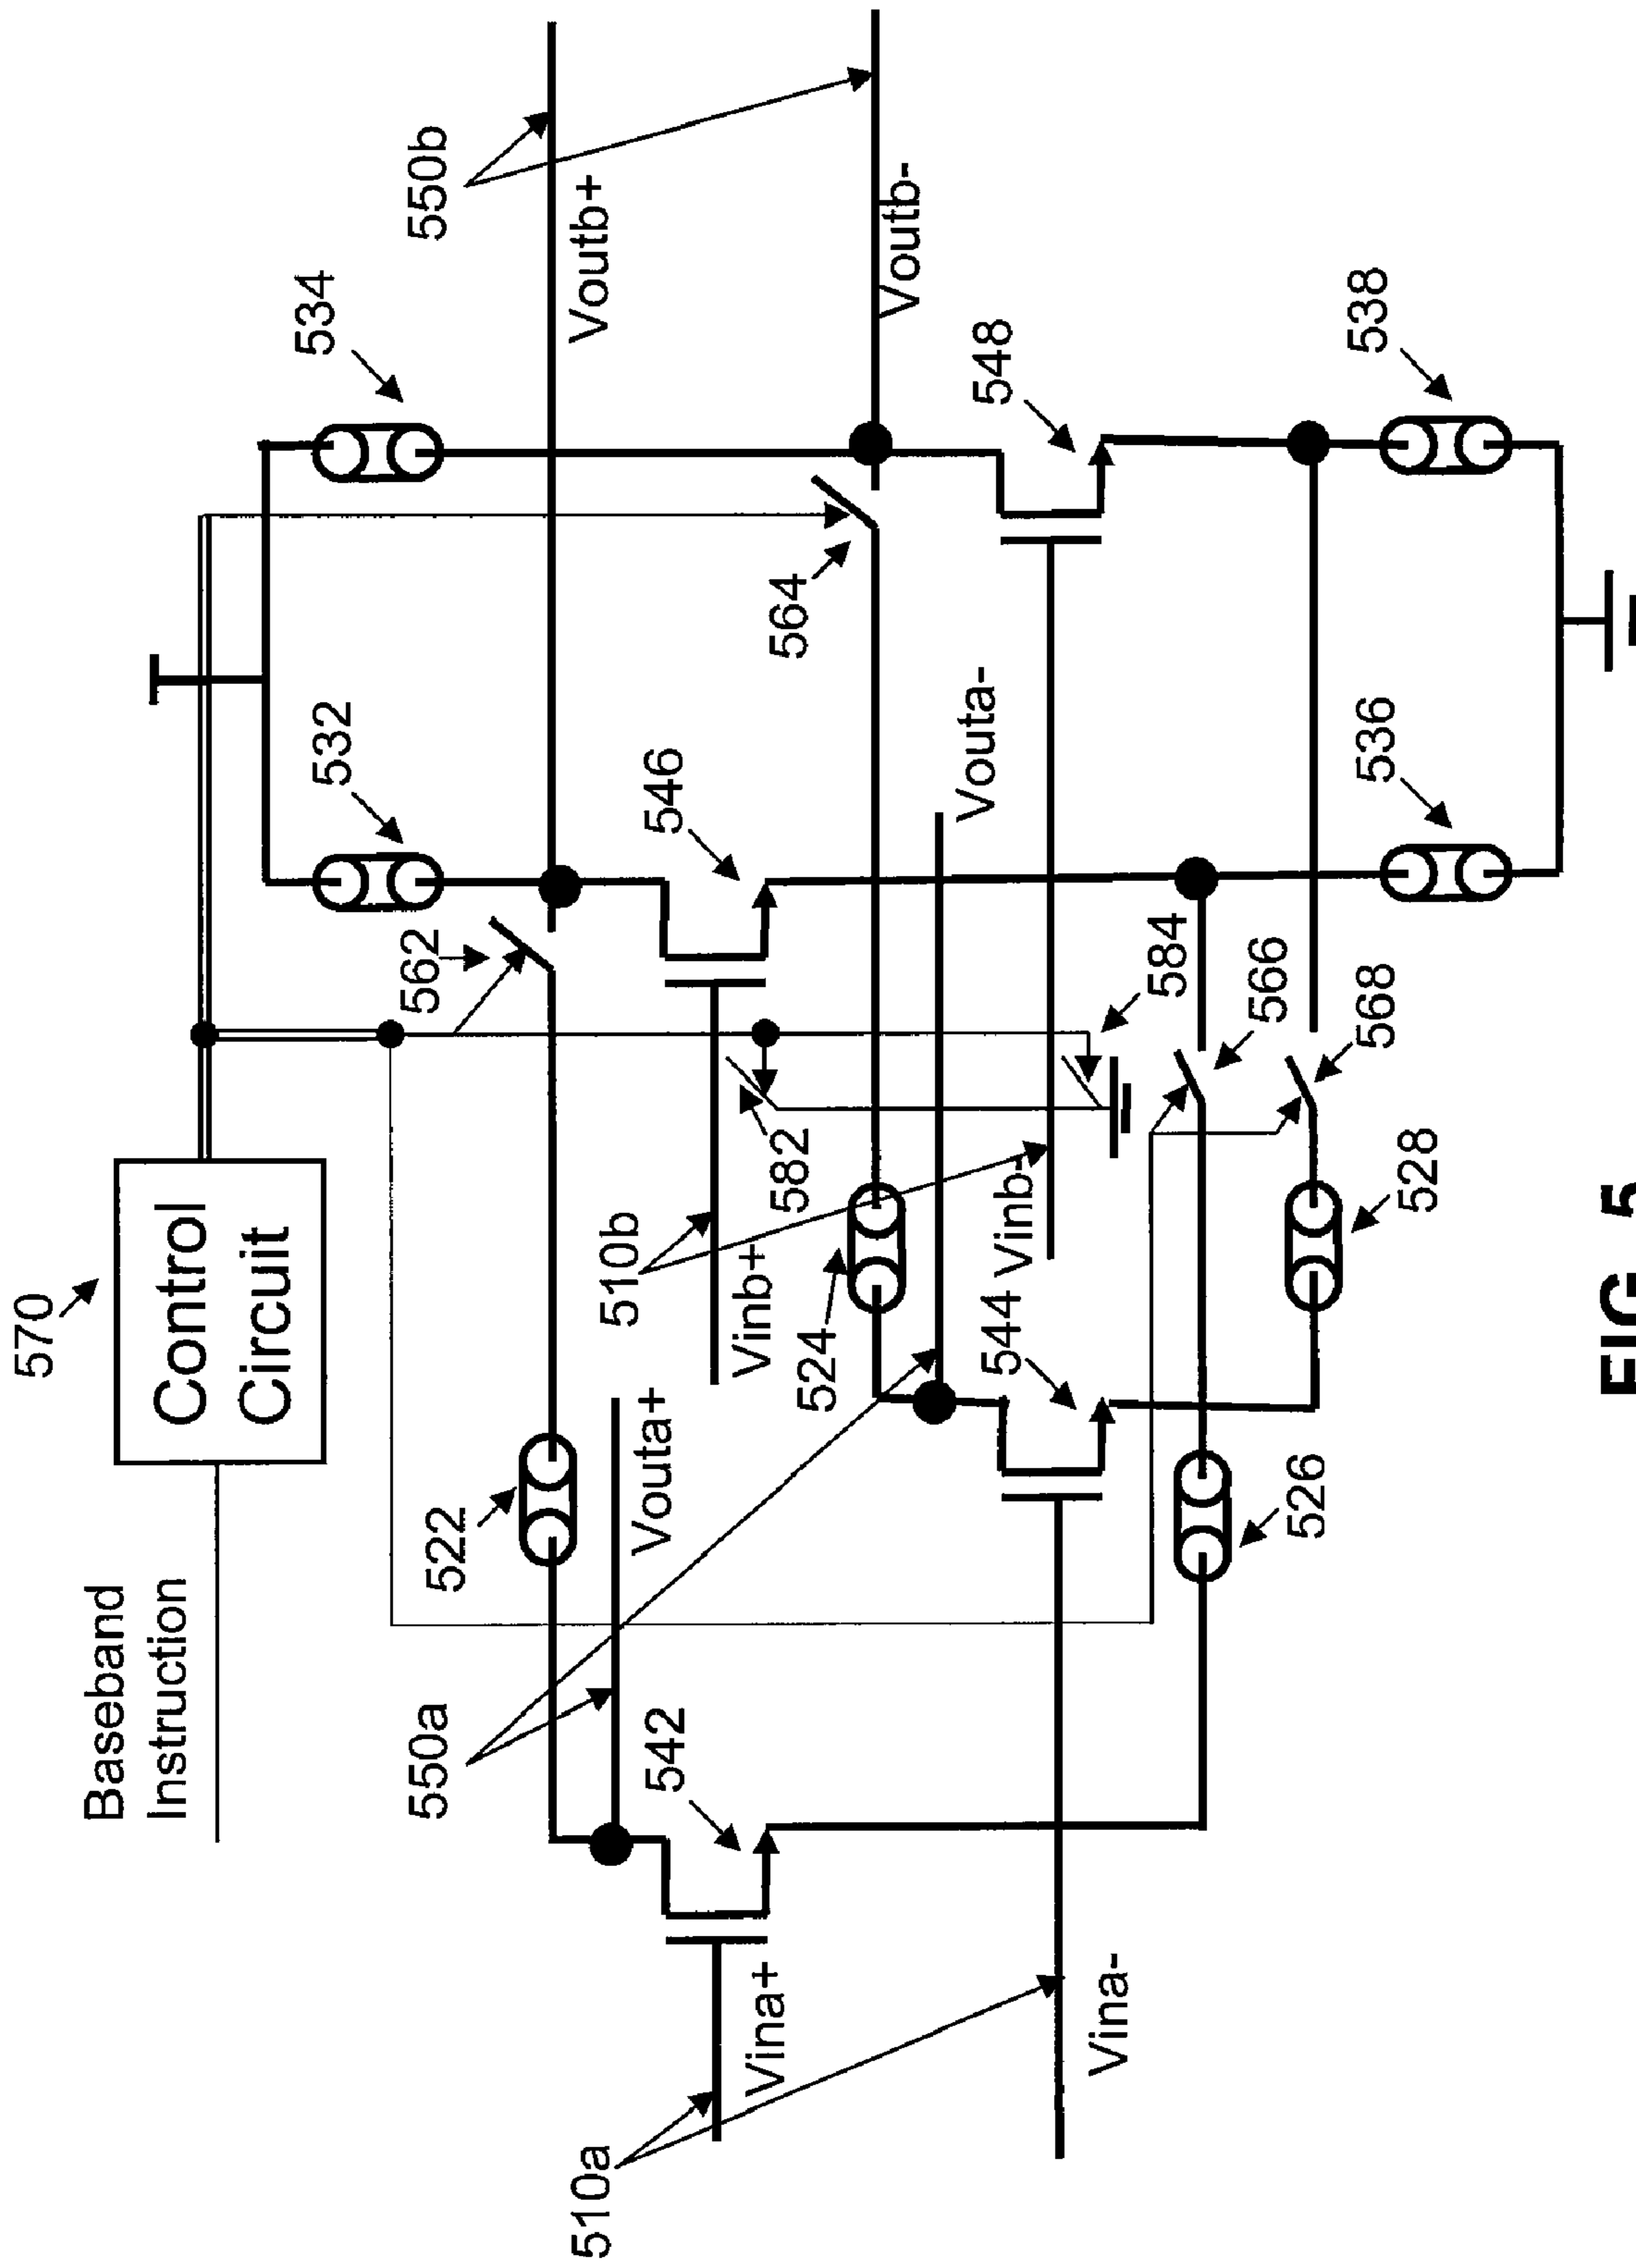 570
Control
Circuit
Baseband
Instruction
534
532
550b
Voutb+
Voutb-
562
564
546
548
522
Vouta+
Vouta-
550a
542
510b
Vinb+
582
524
544
Vinb-
584
566
568
538
536
528
526
510a
Vina+
Vina-
FIG. 5